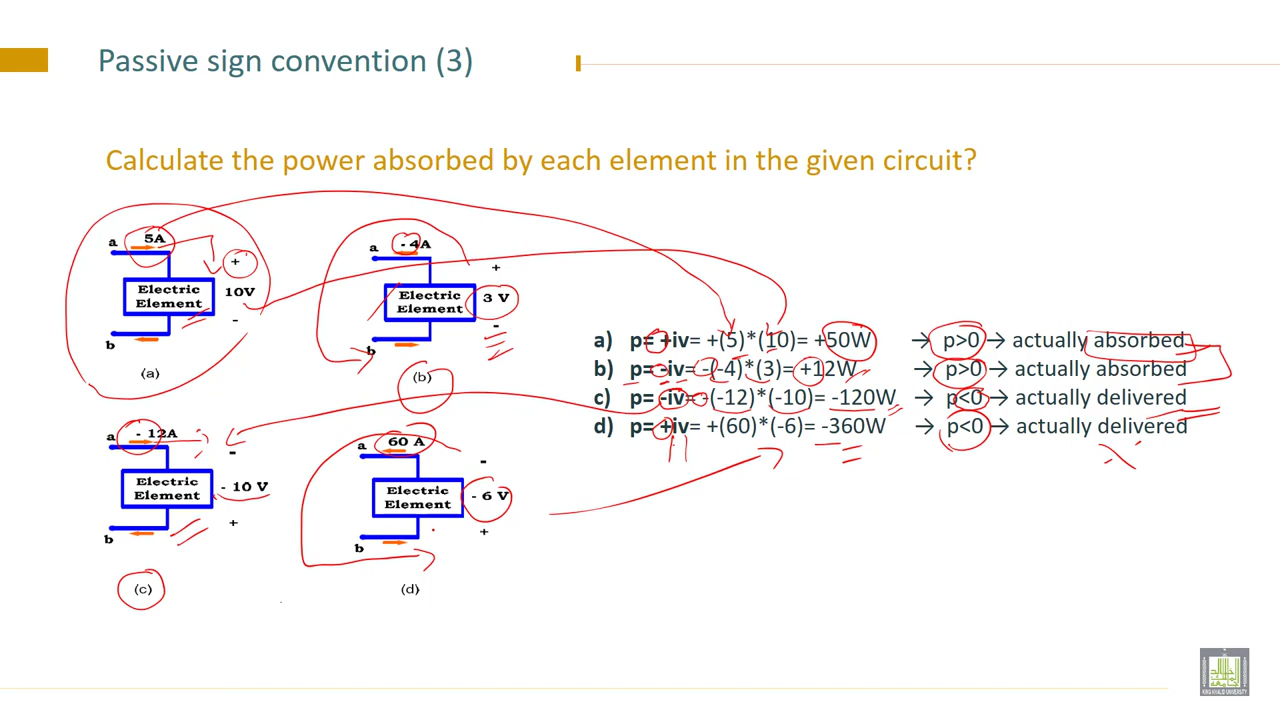 Passive sign convention (3)
Calculate the power absorbed by each element in the given circuit?
a
5A
+
Electric
Element
10V
-
b
(a)
a
- 4A
+
Electric
Element
3 V
-
b
(b)
a
- 12A
-
Electric
Element
- 10 V
+
b
(c)
a
60 A
-
Electric
Element
- 6 V
+
b
(d)
a) p= +iv= +(5)*(10)= +50W → p>0 → actually absorbed
b) p= -iv= -(-4)*(3)= +12W → p>0 → actually absorbed
c) p= -iv= -(-12)*(-10)= -120W → p<0 → actually delivered
d) p= +iv= +(60)*(-6)= -360W → p<0 → actually delivered
KING KHALID UNIVERSITY